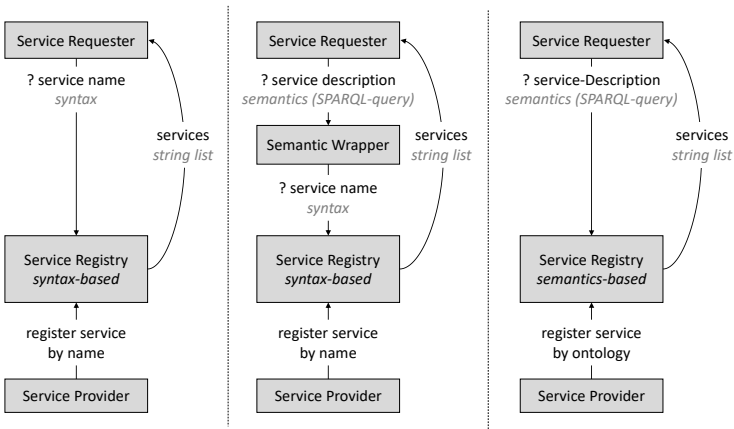 Service Requester
? service name
syntax
services
string list
Service Registry
syntax-based
register service
by name
Service Provider
Service Requester
? service description
semantics (SPARQL-query)
Semantic Wrapper
? service name
syntax
services
string list
Service Registry
syntax-based
register service
by name
Service Provider
Service Requester
? service-Description
semantics (SPARQL-query)
services
string list
Service Registry
semantics-based
register service
by ontology
Service Provider